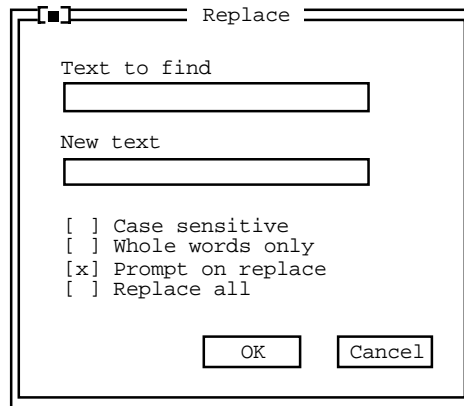 [■]
Replace
Text to find
New text
[ ] Case sensitive
[ ] Whole words only
[x] Prompt on replace
[ ] Replace all
OK
Cancel